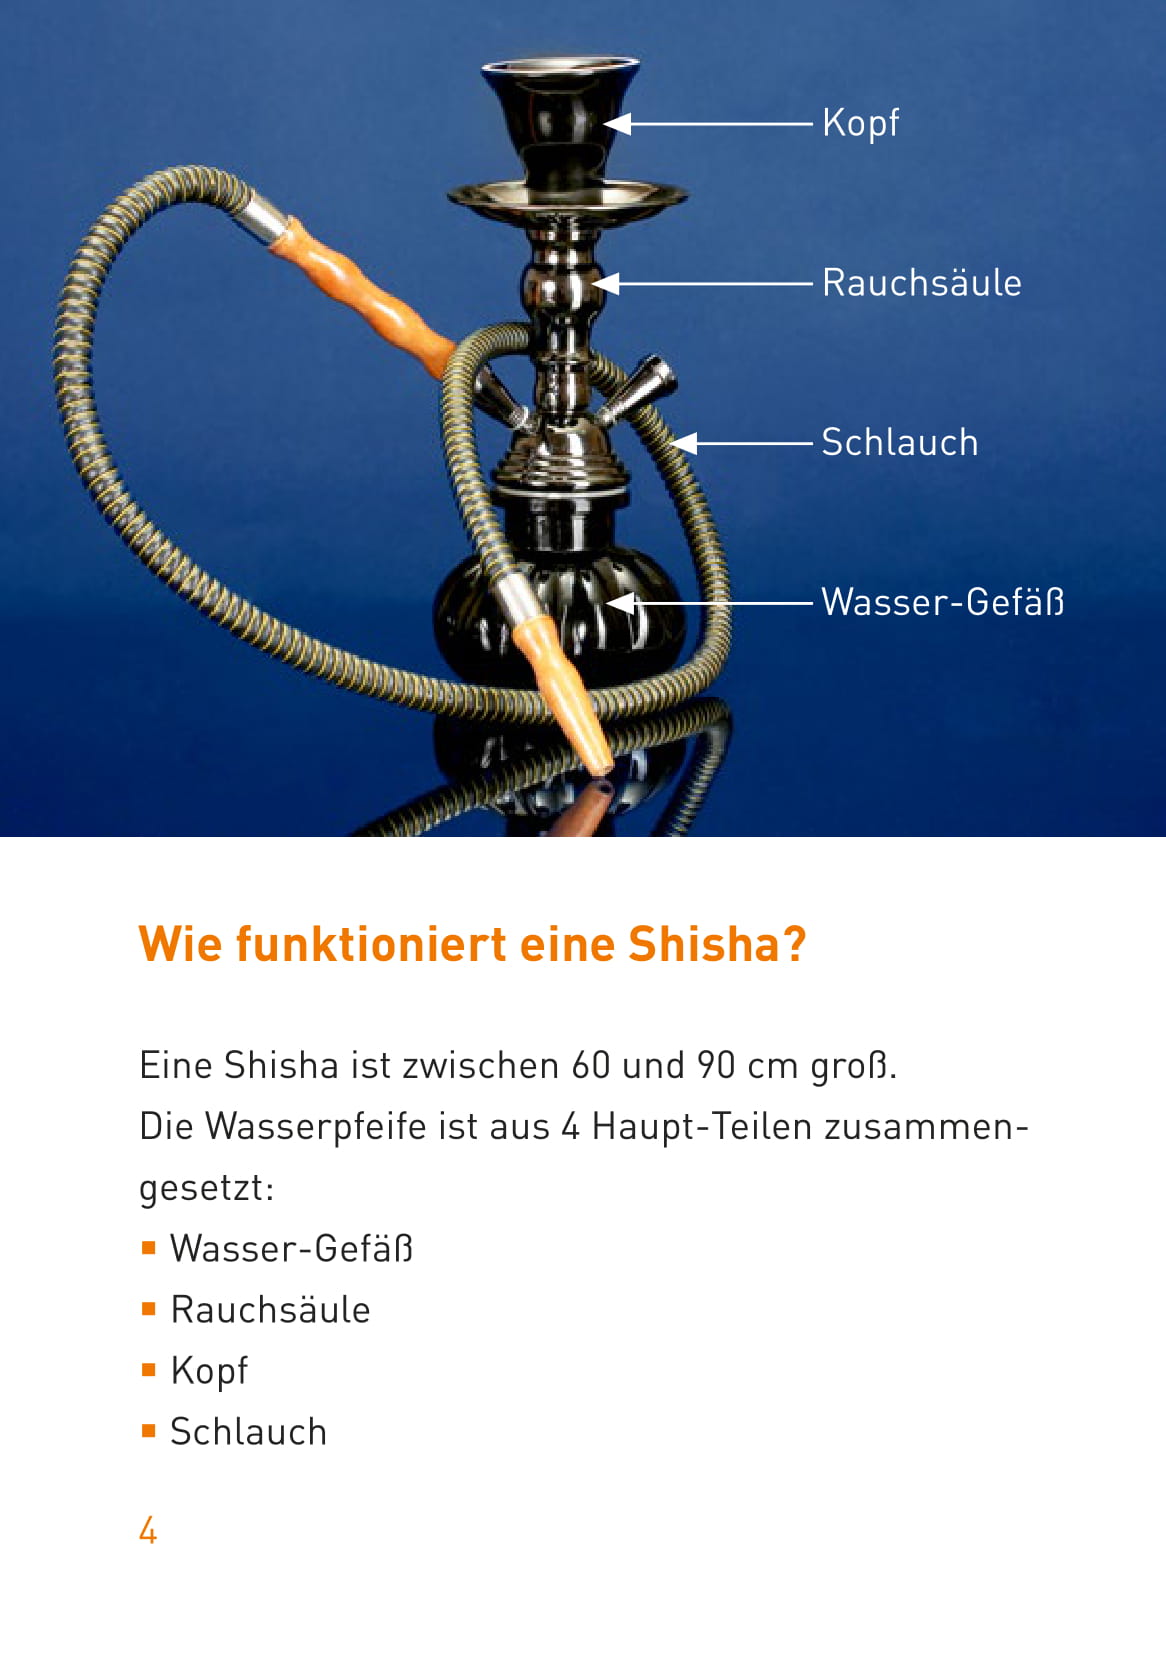 Kopf
Rauchsäule
Schlauch
Wasser-Gefäß
Wie funktioniert eine Shisha?
Eine Shisha ist zwischen 60 und 90 cm groß.
Die Wasserpfeife ist aus 4 Haupt-Teilen zusammen-
gesetzt:
▪ Wasser-Gefäß
▪ Rauchsäule
▪ Kopf
▪ Schlauch
4